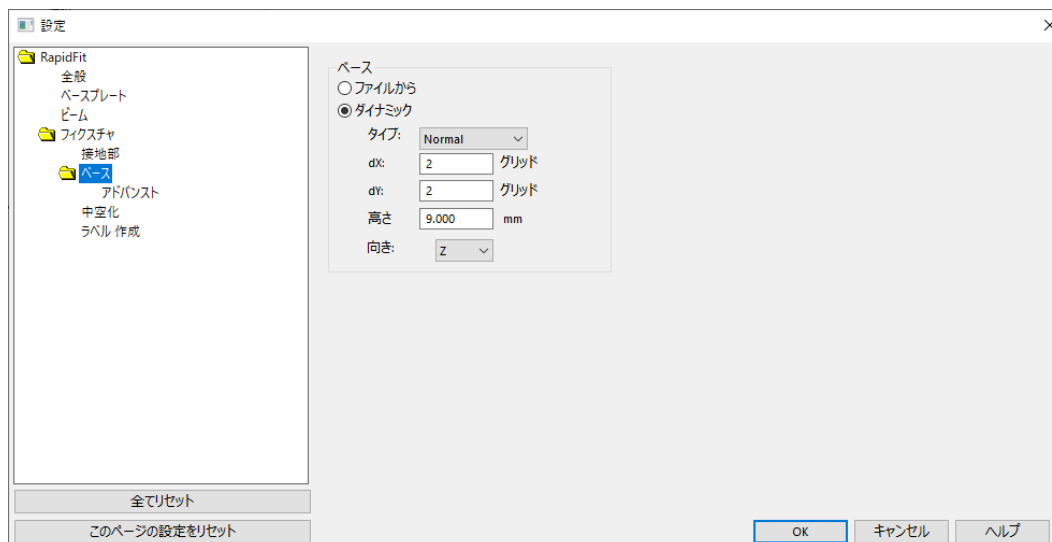 設定
RapidFit
全般
ベースプレート
ビーム
フィクスチャ
接地部
ベース
アドバンスト
中空化
ラベル 作成
全てリセット
このページの設定をリセット
ベース
ファイルから
ダイナミック
タイプ: Normal
dX: 2 グリッド
dY: 2 グリッド
高さ 9.000 mm
向き: Z
OK キャンセル ヘルプ